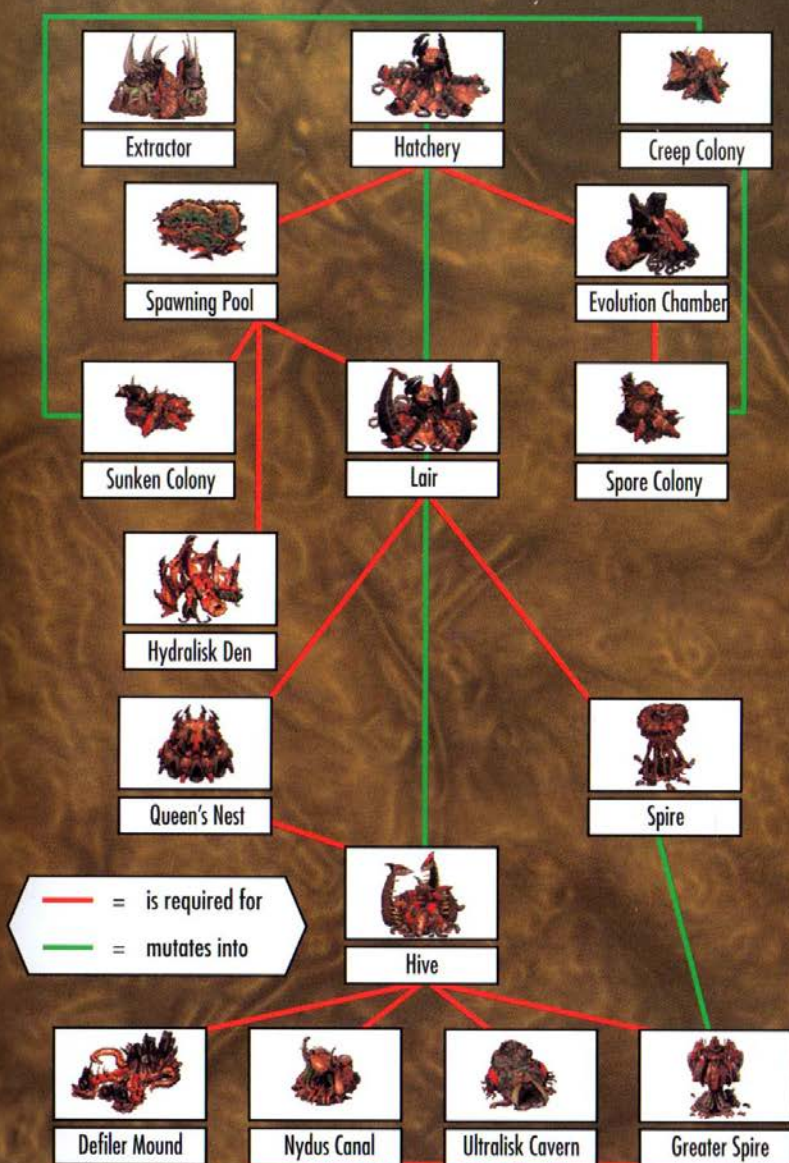 Extractor
Hatchery
Creep Colony
Spawning Pool
Evolution Chamber
Sunken Colony
Lair
Spore Colony
Hydralisk Den
Queen's Nest
Spire
= is required for
= mutates into
Hive
Defiler Mound
Nydus Canal
Ultralisk Cavern
Greater Spire